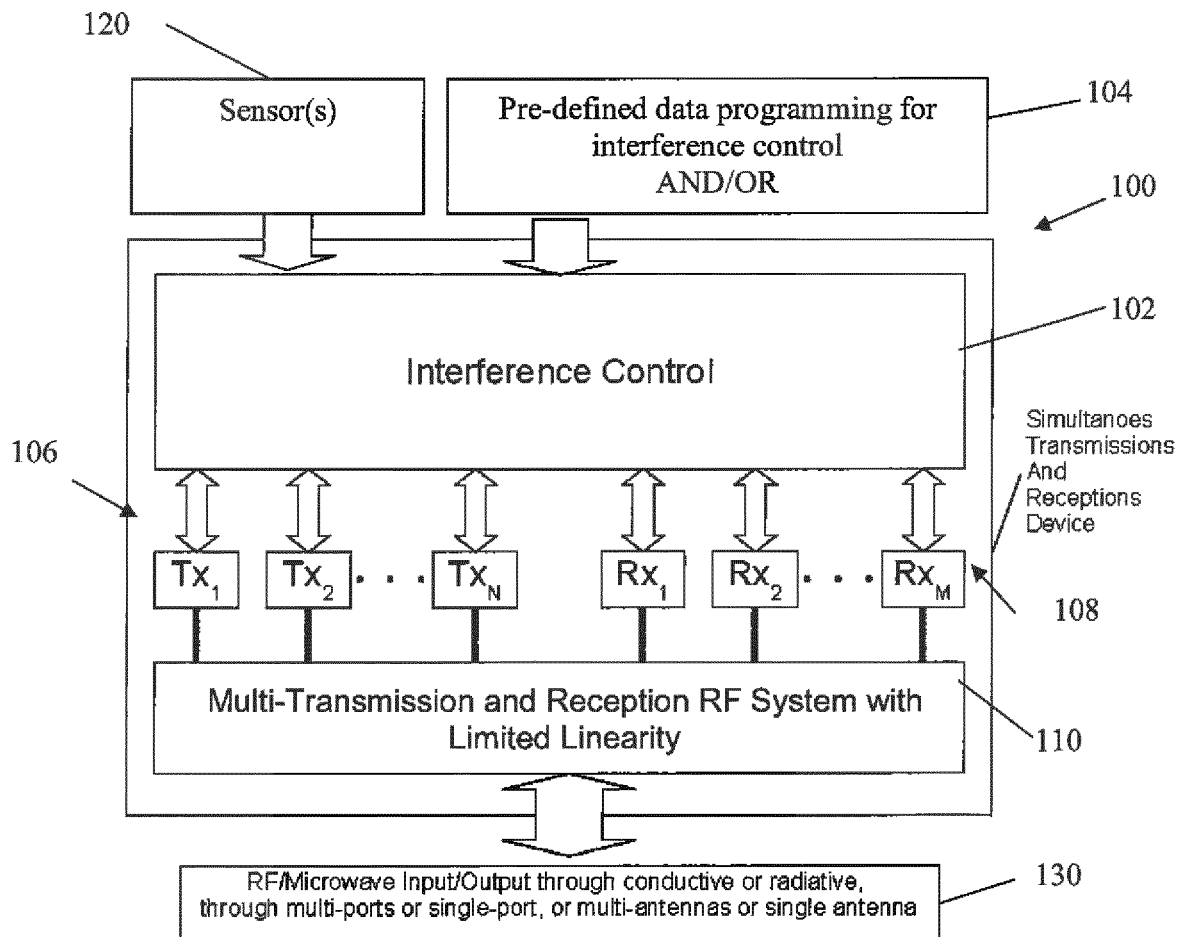 120
Sensor(s)
Pre-defined data programming for
interference control
AND/OR
104
100
102
Interference Control
Simultanoes
Transmissions
And
Receptions
Device
106
Tx1 Tx2 . . . TxN Rx1 Rx2 . . . RxM
108
Multi-Transmission and Reception RF System with
Limited Linearity
110
RF/Microwave Input/Output through conductive or radiative,
through multi-ports or single-port, or multi-antennas or single antenna
130